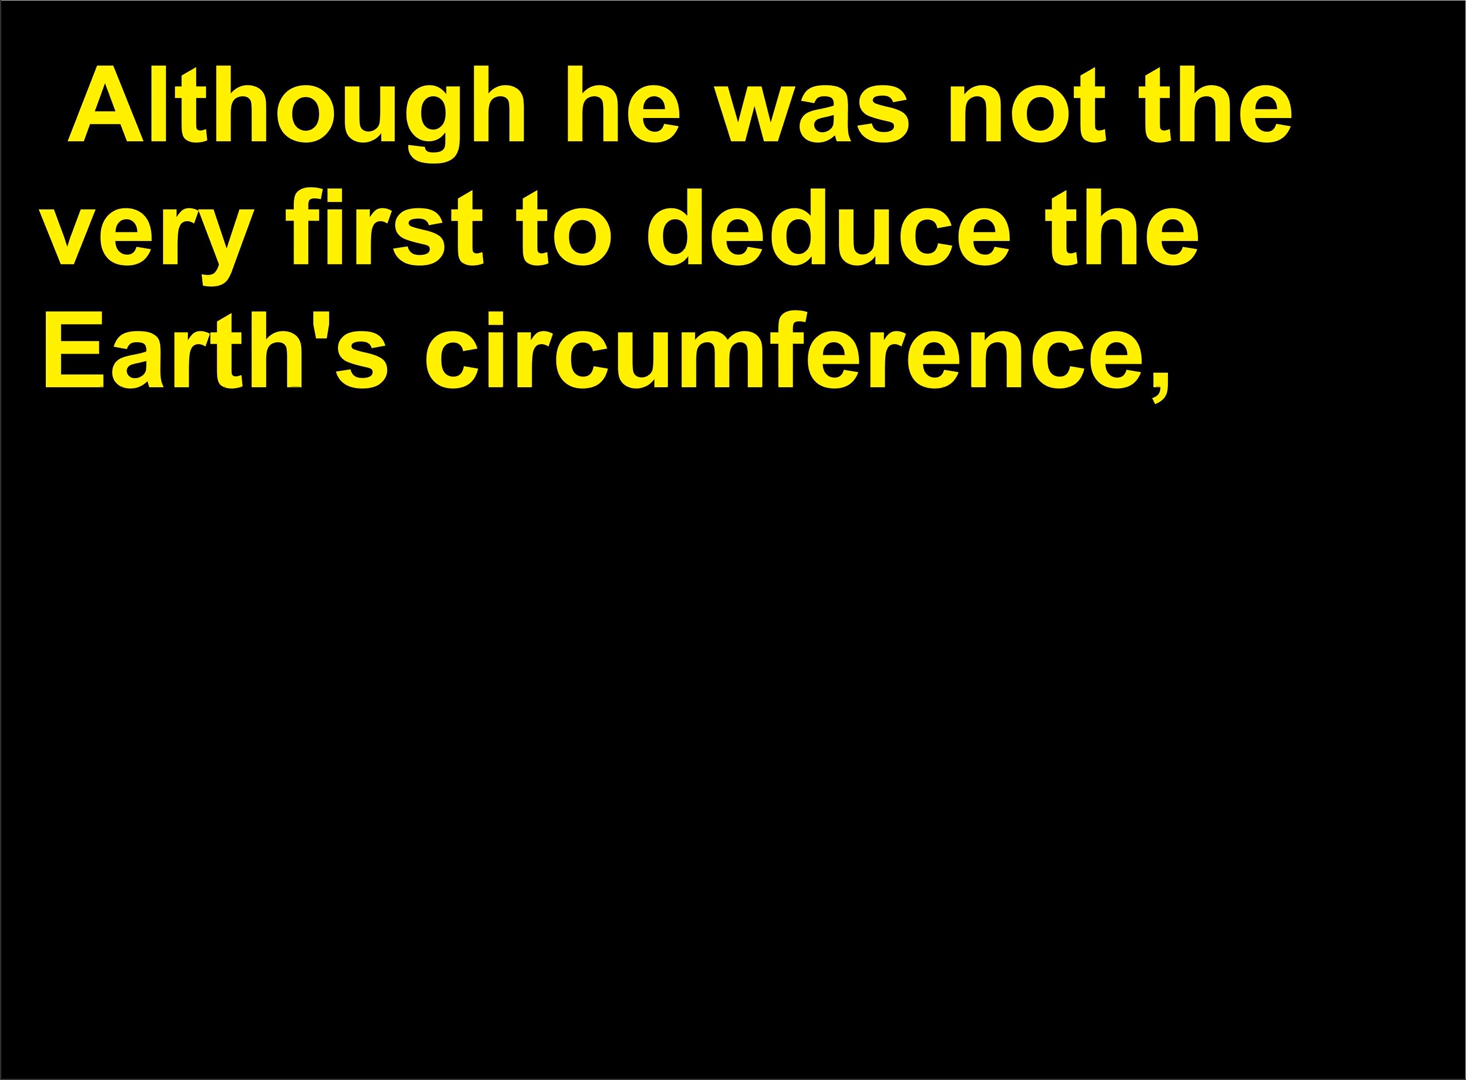 Although he was not the
very first to deduce the
Earth's circumference,